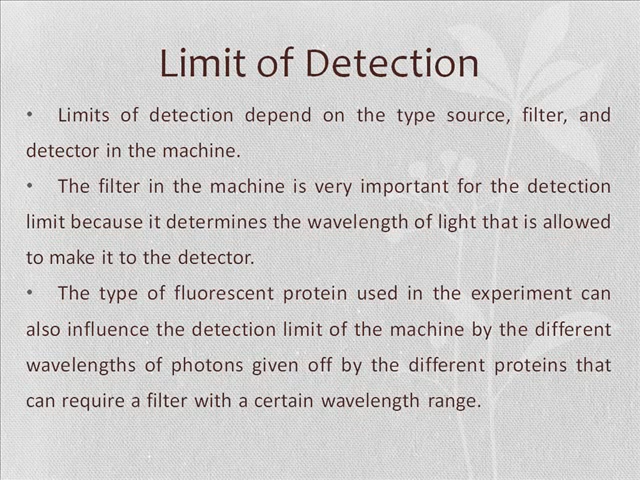 Limit of Detection
• Limits of detection depend on the type source, filter, and
detector in the machine.
• The filter in the machine is very important for the detection
limit because it determines the wavelength of light that is allowed
to make it to the detector.
• The type of fluorescent protein used in the experiment can
also influence the detection limit of the machine by the different
wavelengths of photons given off by the different proteins that
can require a filter with a certain wavelength range.